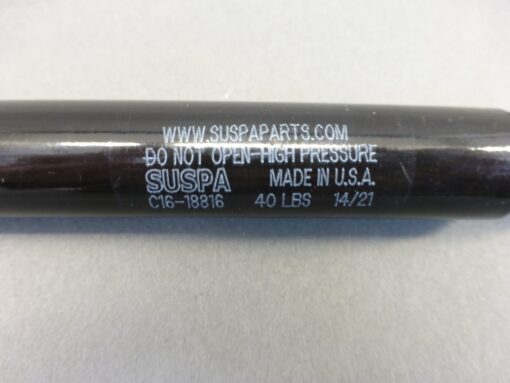 WWW.SUSPAPARTS.COM
DO NOT OPEN-HIGH PRESSURE
SUSPA MADE IN U.S.A.
C16-18816 40 LBS 14/21